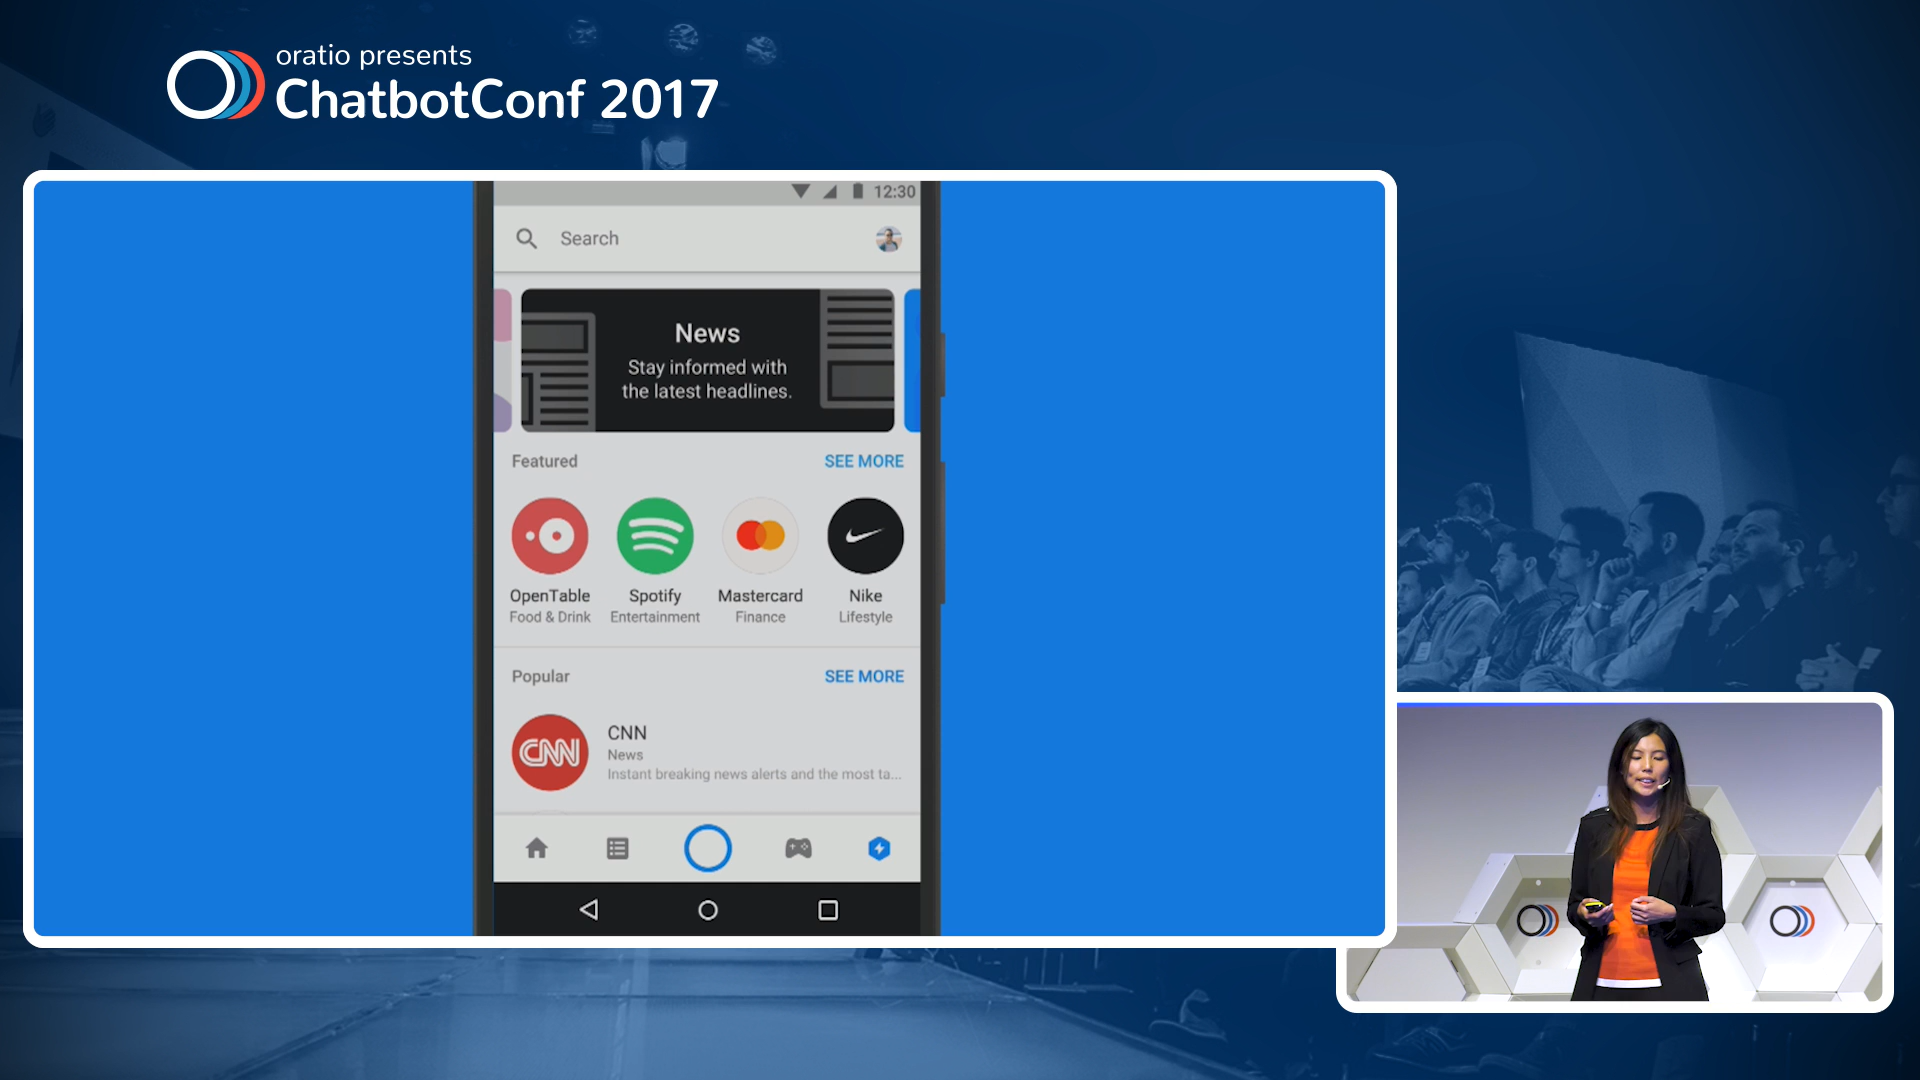 oratio presents
ChatbotConf 2017
12:30
Search
News
Stay informed with
the latest headlines.
Featured
SEE MORE
OpenTable
Food & Drink
Spotify
Entertainment
Mastercard
Finance
Nike
Lifestyle
Popular
SEE MORE
CNN
CNN
News
Instant breaking news alerts and the most ta...